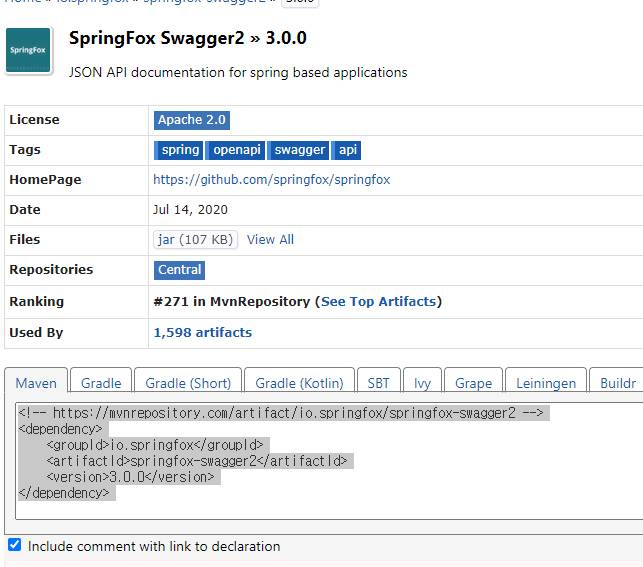 Home » io.springfox » springfox-swagger2 » 3.0.0
SpringFox
SpringFox Swagger2 » 3.0.0
JSON API documentation for spring based applications
License Apache 2.0
Tags spring openapi swagger api
HomePage https://github.com/springfox/springfox
Date Jul 14, 2020
Files jar (107 KB) View All
Repositories Central
Ranking #271 in MvnRepository (See Top Artifacts)
Used By 1,598 artifacts
Maven Gradle Gradle (Short) Gradle (Kotlin) SBT Ivy Grape Leiningen Buildr
<!-- https://mvnrepository.com/artifact/io.springfox/springfox-swagger2 -->
<dependency>
    <groupId>io.springfox</groupId>
    <artifactId>springfox-swagger2</artifactId>
    <version>3.0.0</version>
</dependency>
Include comment with link to declaration